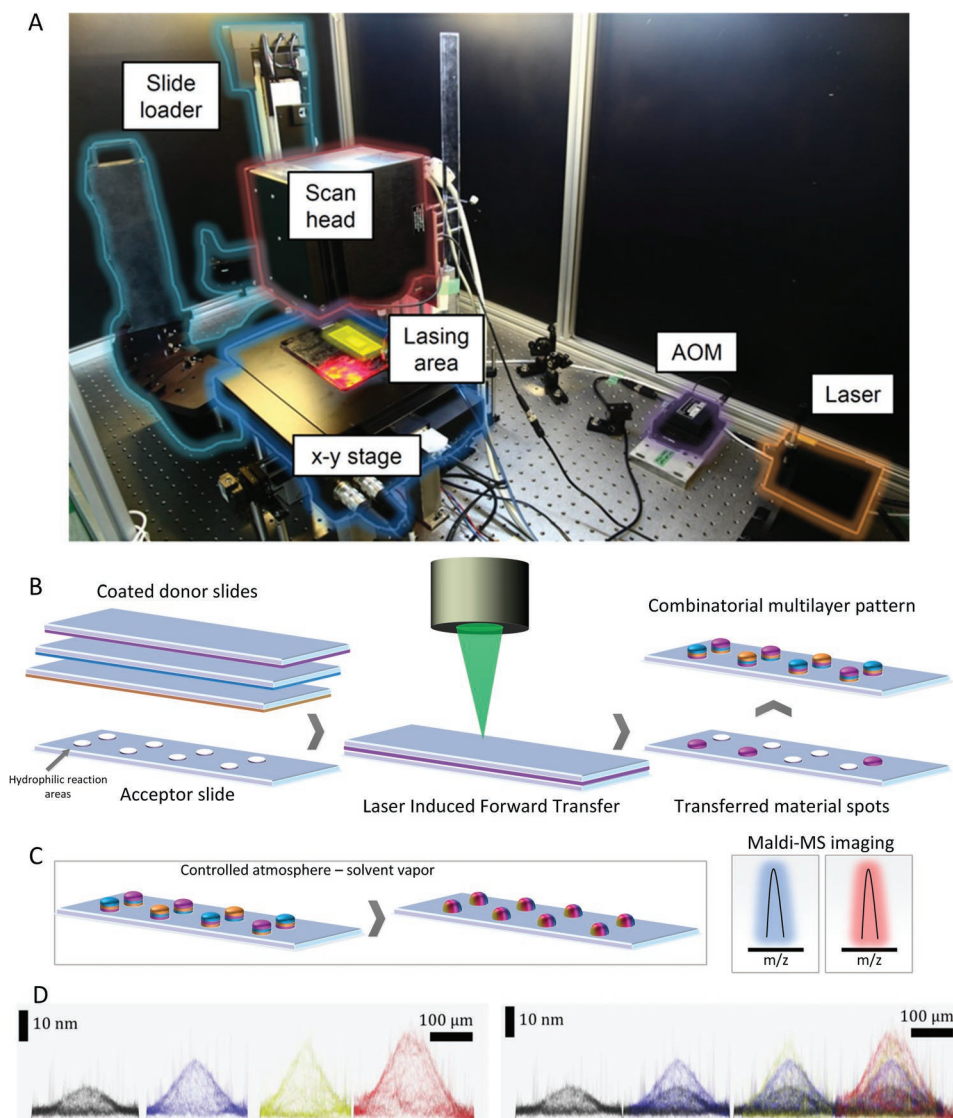 A
Slide
loader
Scan
head
Lasing
area
AOM
Laser
x-y stage
B
Coated donor slides
Combinatorial multilayer pattern
Hydrophilic reaction
areas
Acceptor slide
Laser Induced Forward Transfer
Transferred material spots
C
Controlled atmosphere – solvent vapor
Maldi-MS imaging
m/z
m/z
D
10 nm
100 μm
10 nm
100 μm